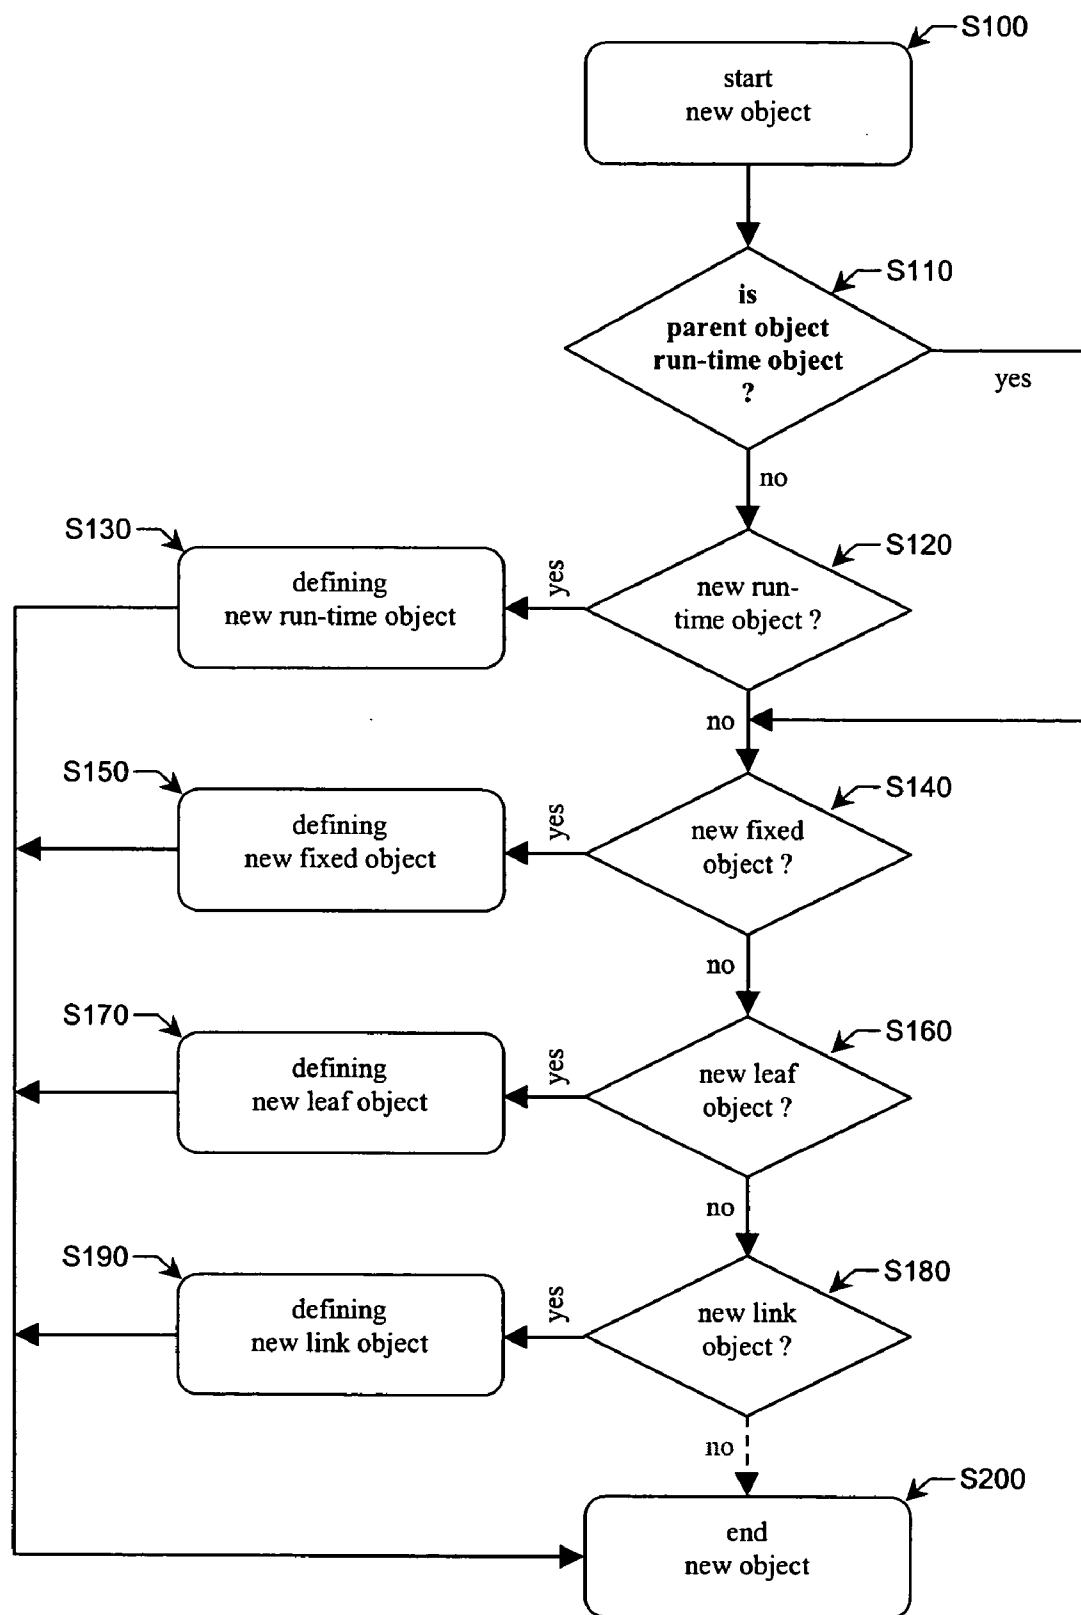 S100
start
new object
S110
is
parent object
run-time object
?
yes
no
S130
defining
new run-time object
yes
S120
new run-
time object ?
no
S150
defining
new fixed object
yes
S140
new fixed
object ?
no
S170
defining
new leaf object
yes
S160
new leaf
object ?
no
S190
defining
new link object
yes
S180
new link
object ?
no
S200
end
new object